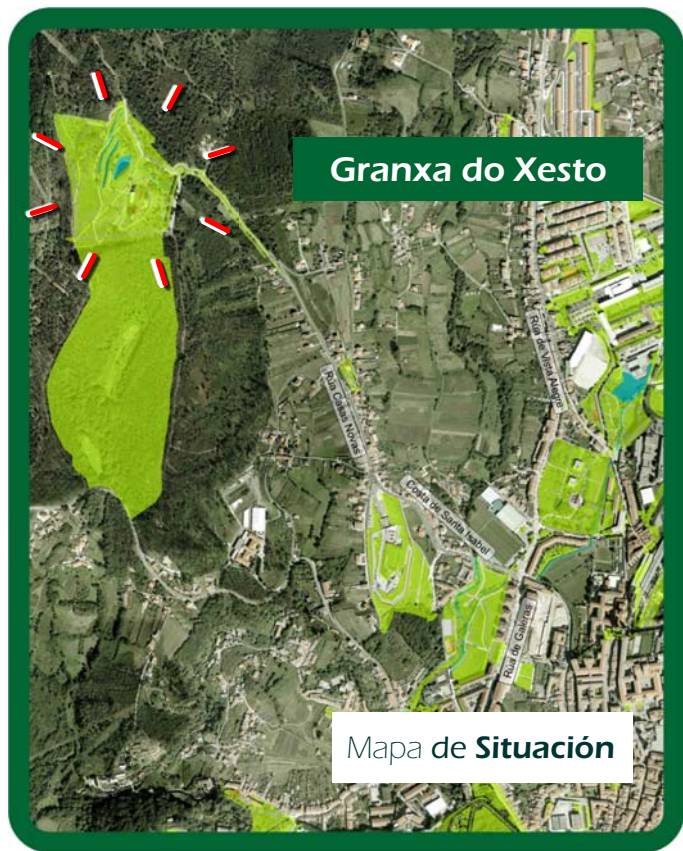 Granxa do Xesto
Rúa de Vista Alegre
Rúa Casas Novas
Costa de Santa Isabel
Rúa de Galeras
Mapa de Situación